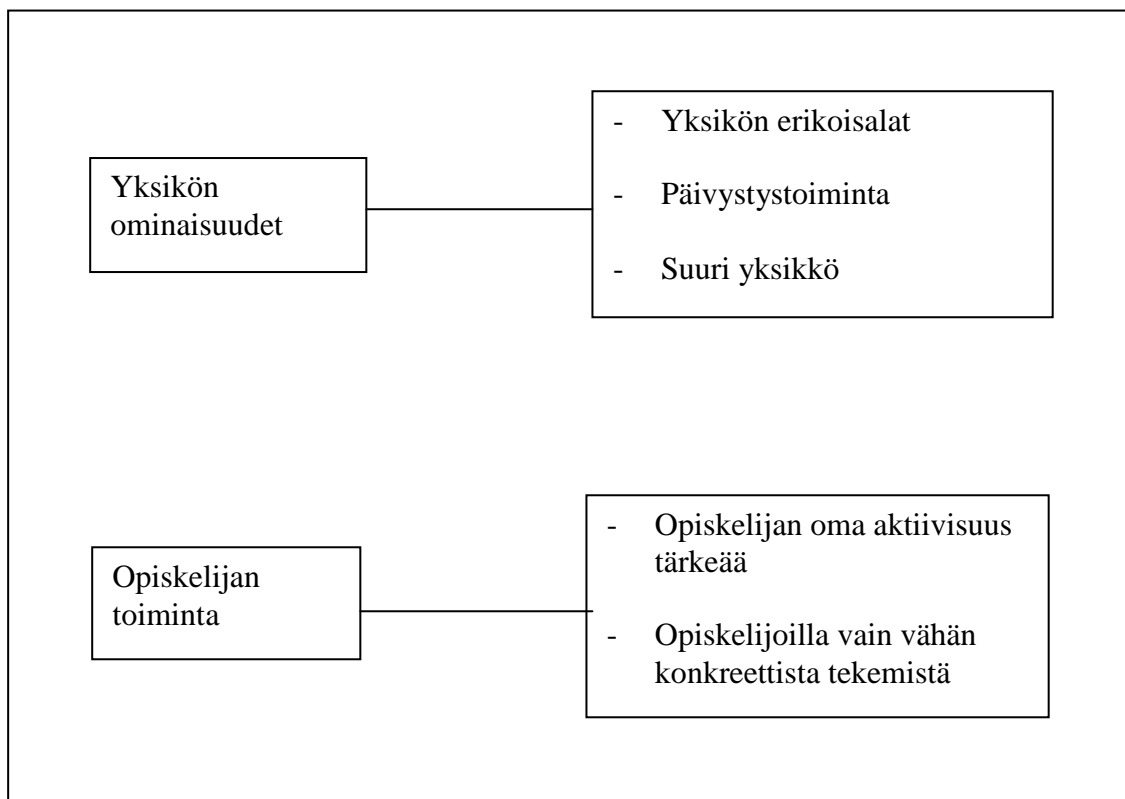 Yksikön
ominaisuudet
- Yksikön erikoisalat
- Päivystystoiminta
- Suuri yksikkö
Opiskelijan
toiminta
- Opiskelijan oma aktiivisuus
tärkeää
- Opiskelijoilla vain vähän
konkreettista tekemistä